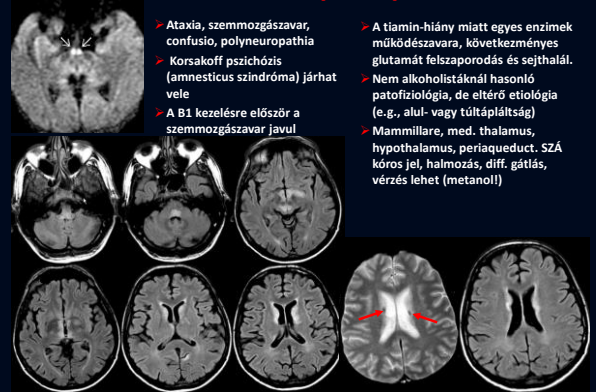 Ataxia, szemmozgászavar,
confusio, polyneuropathia
Korsakoff pszichózis
(amnesticus szindróma) járhat
vele
A B1 kezelésre először a
szemmozgászavar javul
A tiamin-hiány miatt egyes enzimek
működészavara, következményes
glutamát felszaporodás és sejthalál.
Nem alkoholistáknál hasonló
patofiziológia, de eltérő etiológia
(e.g., alul- vagy túltápláltság)
Mammillare, med. thalamus,
hypothalamus, periaqueduct. SZÁ
kóros jel, halmozás, diff. gátlás,
vérzés lehet (metanol!)